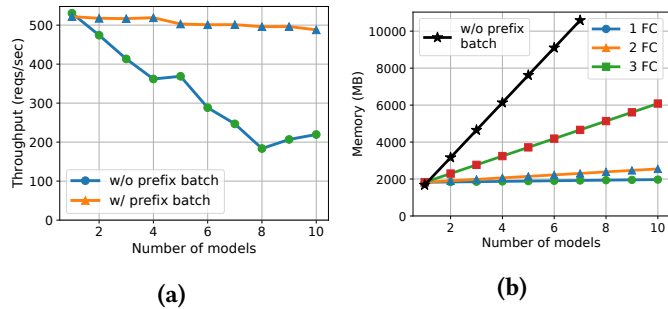 Throughput (reqs/sec)
500
400
300
200
100
0
w/o prefix batch
w/ prefix batch
2
4
6
8
10
Number of models
(a)
Memory (MB)
10000
8000
6000
4000
2000
0
w/o prefix
batch
1 FC
2 FC
3 FC
2
4
6
8
10
Number of models
(b)